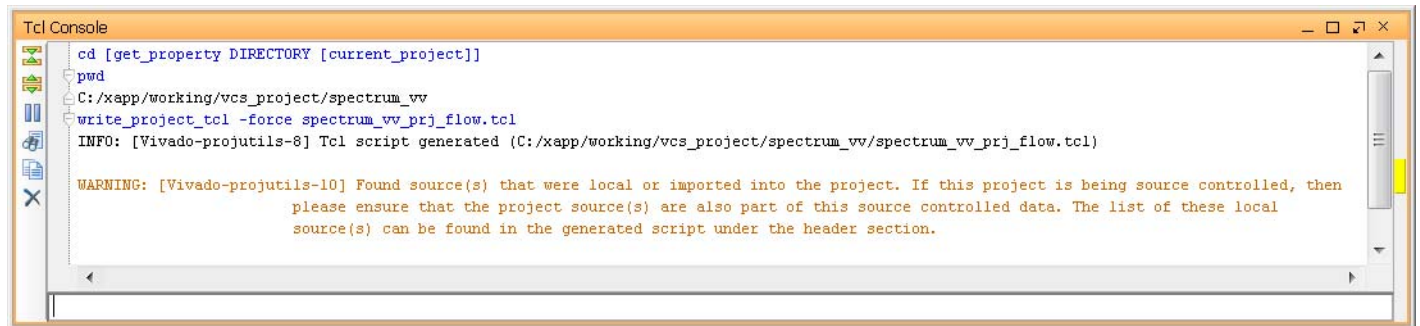 Tcl Console
cd [get_property DIRECTORY [current_project]]
pwd
C:/xapp/working/vcs_project/spectrum_vv
write_project_tcl -force spectrum_vv_prj_flow.tcl
INFO: [Vivado-projutils-8] Tcl script generated (C:/xapp/working/vcs_project/spectrum_vv/spectrum_vv_prj_flow.tcl)
WARNING: [Vivado-projutils-10] Found source(s) that were local or imported into the project. If this project is being source controlled, then
please ensure that the project source(s) are also part of this source controlled data. The list of these local
source(s) can be found in the generated script under the header section.